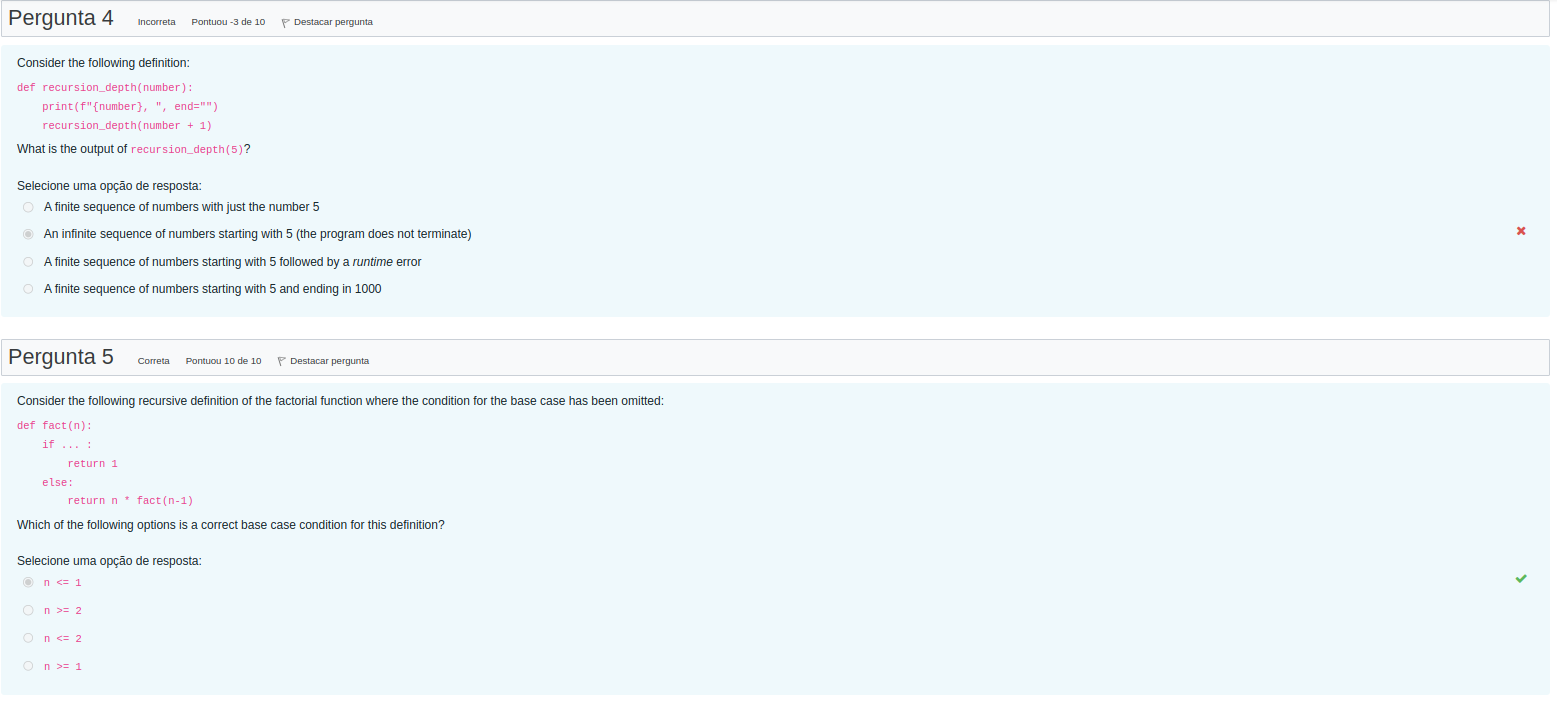 Pergunta 4 Incorreta Pontuou -3 de 10 Destacar pergunta
Consider the following definition:
def recursion_depth(number):
    print(f"{number}, ", end="")
    recursion_depth(number + 1)
What is the output of recursion_depth(5)?
Selecione uma opção de resposta:
A finite sequence of numbers with just the number 5
An infinite sequence of numbers starting with 5 (the program does not terminate)
A finite sequence of numbers starting with 5 followed by a runtime error
A finite sequence of numbers starting with 5 and ending in 1000
Pergunta 5 Correta Pontuou 10 de 10 Destacar pergunta
Consider the following recursive definition of the factorial function where the condition for the base case has been omitted:
def fact(n):
    if ... :
        return 1
    else:
        return n * fact(n-1)
Which of the following options is a correct base case condition for this definition?
Selecione uma opção de resposta:
n <= 1
n >= 2
n <= 2
n >= 1